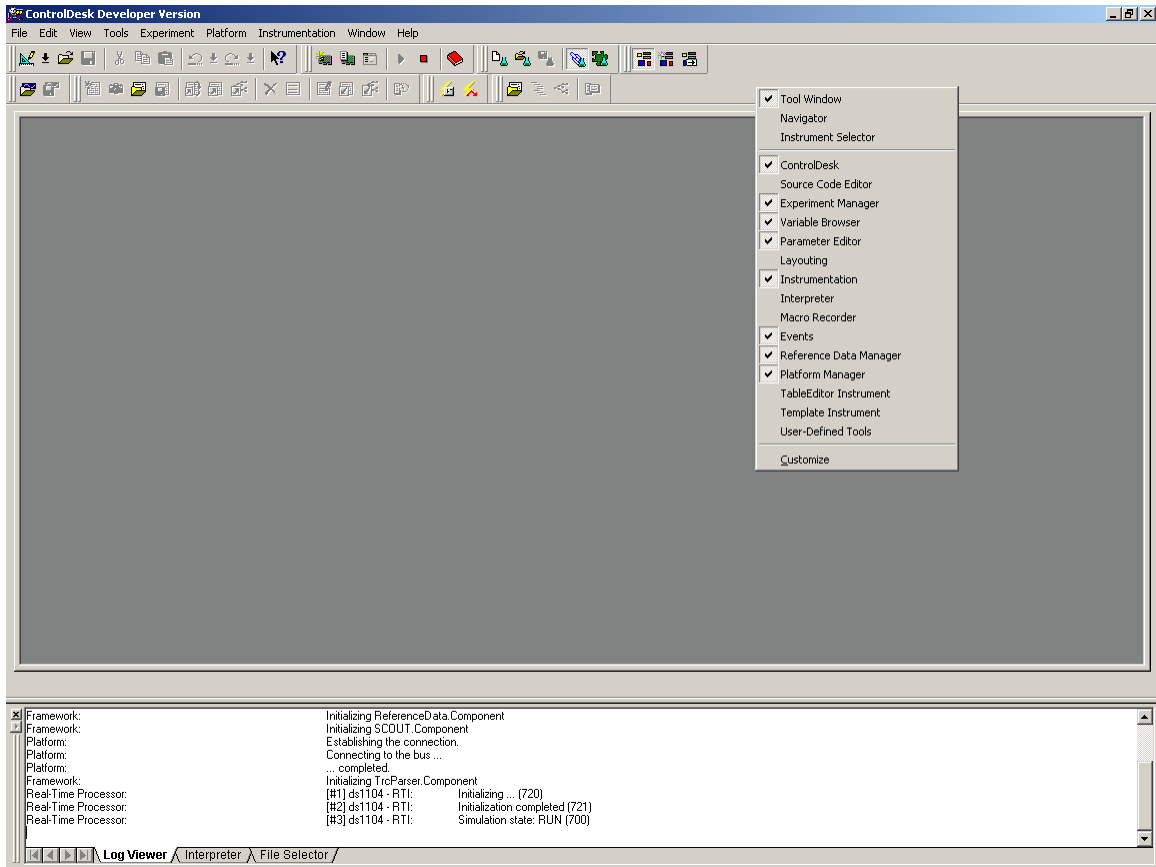 ControlDesk Developer Version
File Edit View Tools Experiment Platform Instrumentation Window Help
Tool Window
Navigator
Instrument Selector
ControlDesk
Source Code Editor
Experiment Manager
Variable Browser
Parameter Editor
Layouting
Instrumentation
Interpreter
Macro Recorder
Events
Reference Data Manager
Platform Manager
TableEditor Instrument
Template Instrument
User-Defined Tools
Customize
Framework: Initializing ReferenceData.Component
Framework: Initializing SCOUT.Component
Platform: Establishing the connection.
Platform: Connecting to the bus ...
Platform: ... completed.
Framework: Initializing TrcParser.Component
Real-Time Processor: [#1] ds1104 - RTI: Initializing ... (720)
Real-Time Processor: [#2] ds1104 - RTI: Initialization completed (721)
Real-Time Processor: [#3] ds1104 - RTI: Simulation state: RUN (700)
Log Viewer Interpreter File Selector